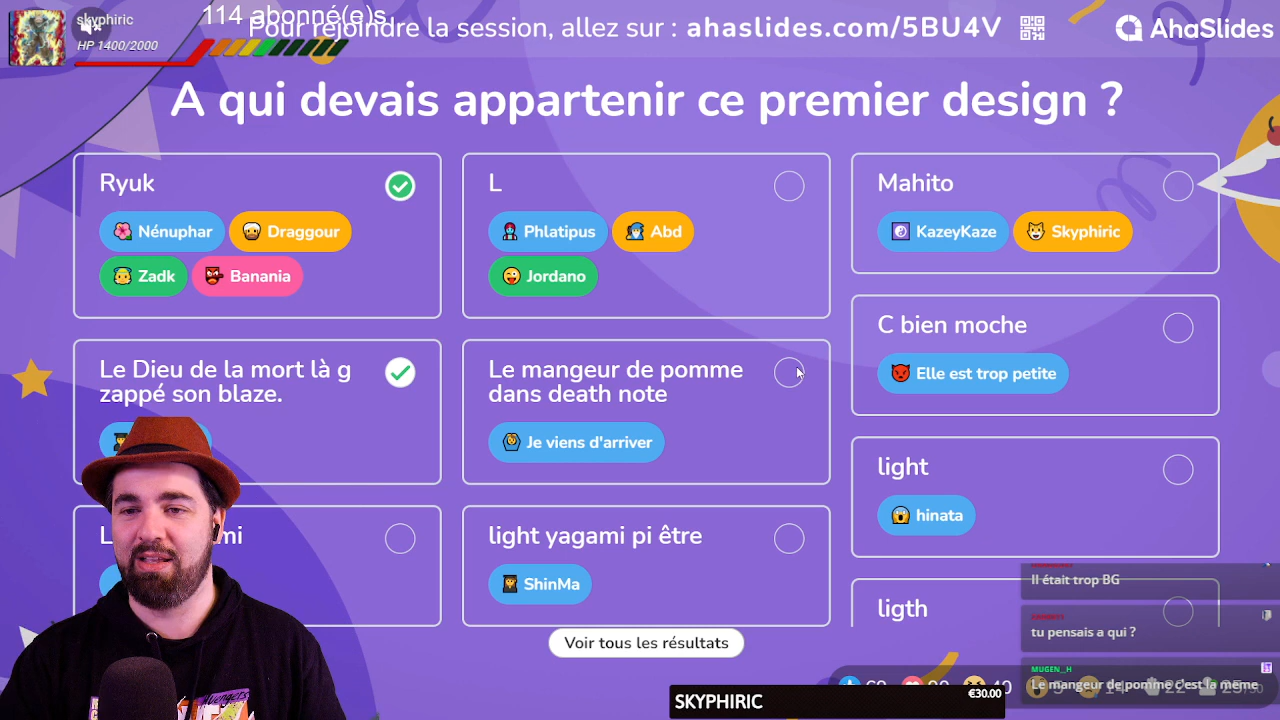 skyphiric
HP 1400/2000
114 abonné(e)s
Pour rejoindre la session, allez sur : ahaslides.com/5BU4V
AhaSlides
A qui devais appartenir ce premier design ?
Ryuk
Nénuphar
Draggour
Zadk
Banania
L
Phlatipus
Abd
Jordano
Mahito
KazeyKaze
Skyphiric
C bien moche
Elle est trop petite
Le Dieu de la mort là g
zappé son blaze.
Le mangeur de pomme
dans death note
Je viens d'arriver
light
hinata
light yagami pi être
ShinMa
ligth
Voir tous les résultats
Il était trop BG
tu pensais a qui ?
MUGEN_H
Le mangeur de pomme c'est la même
SKYPHIRIC
€30.00